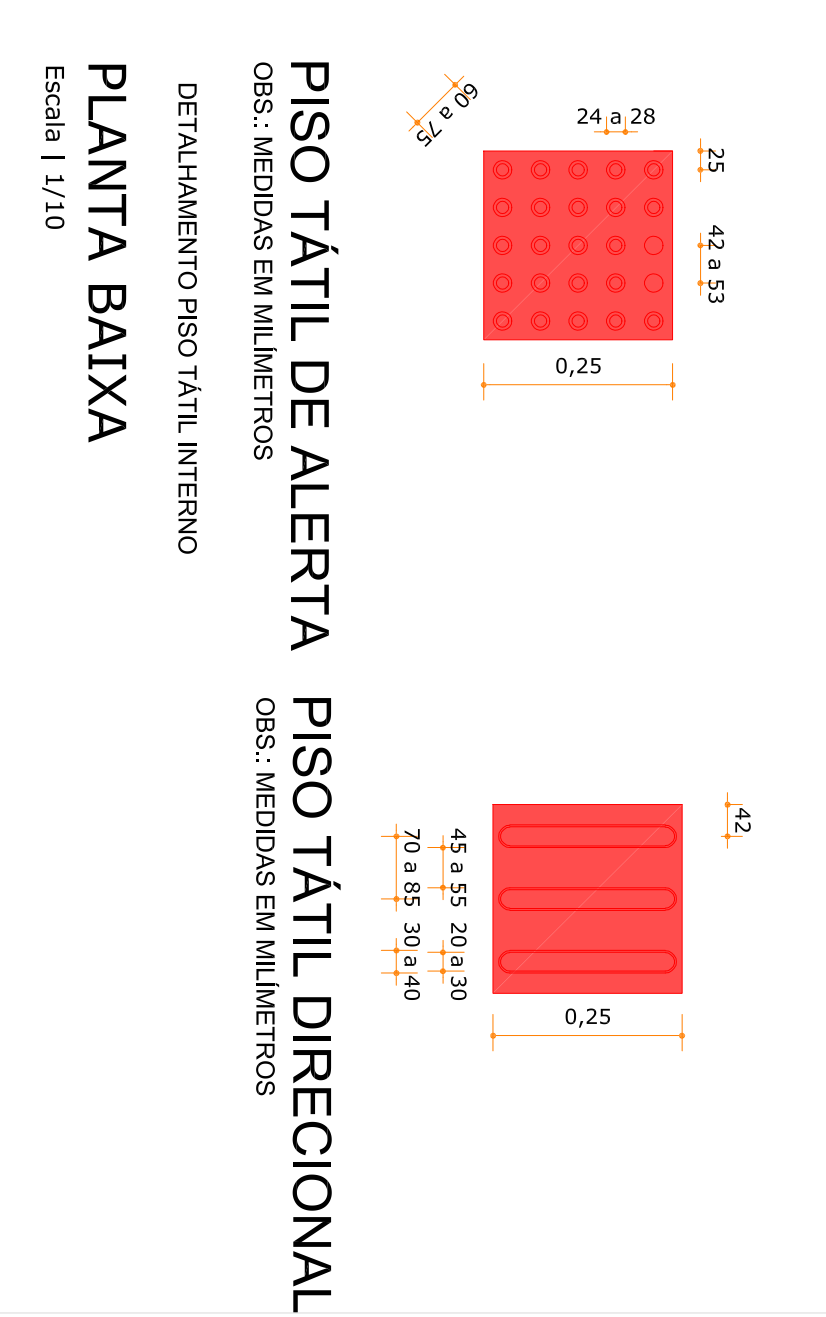 60 a 75
24 a 28
25
42 a 53
0,25
PISO TÁTIL DE ALERTA
OBS.: MEDIDAS EM MILÍMETROS
42
45 a 55
20 a 30
70 a 85
30 a 40
0,25
PISO TÁTIL DIRECIONAL
OBS.: MEDIDAS EM MILÍMETROS
DETALHAMENTO PISO TÁTIL INTERNO
PLANTA BAIXA
Escala | 1/10